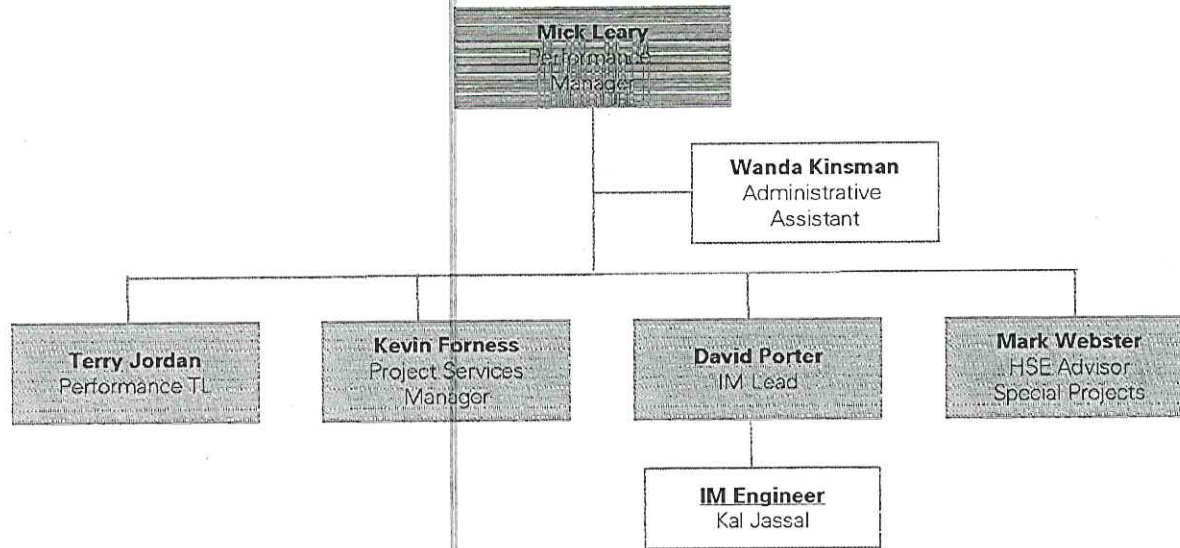 Mick Leary
Performance
Manager
Wanda Kinsman
Administrative
Assistant
Terry Jordan
Performance TL
Kevin Forness
Project Services
Manager
David Porter
IM Lead
Mark Webster
HSE Advisor
Special Projects
IM Engineer
Kal Jassal